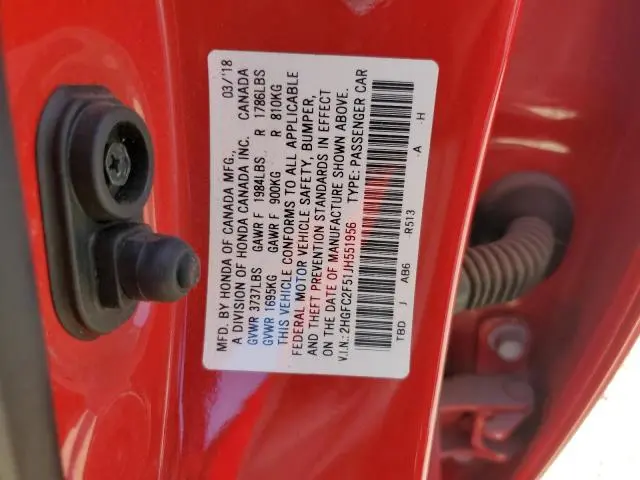 MFD. BY HONDA OF CANADA MFG., 03/'18
A DIVISION OF HONDA CANADA INC. CANADA
GVWR 3737LBS GAWR F 1984LBS R 1786LBS
GVWR 1695KG GAWR F 900KG R 810KG
THIS VEHICLE CONFORMS TO ALL APPLICABLE
FEDERAL MOTOR VEHICLE SAFETY, BUMPER,
AND THEFT PREVENTION STANDARDS IN EFFECT
ON THE DATE OF MANUFACTURE SHOWN ABOVE.
V.I.N.: 2HGFC2F51JH551956 TYPE: PASSENGER CAR
TBD J AB6 R513 -A -H